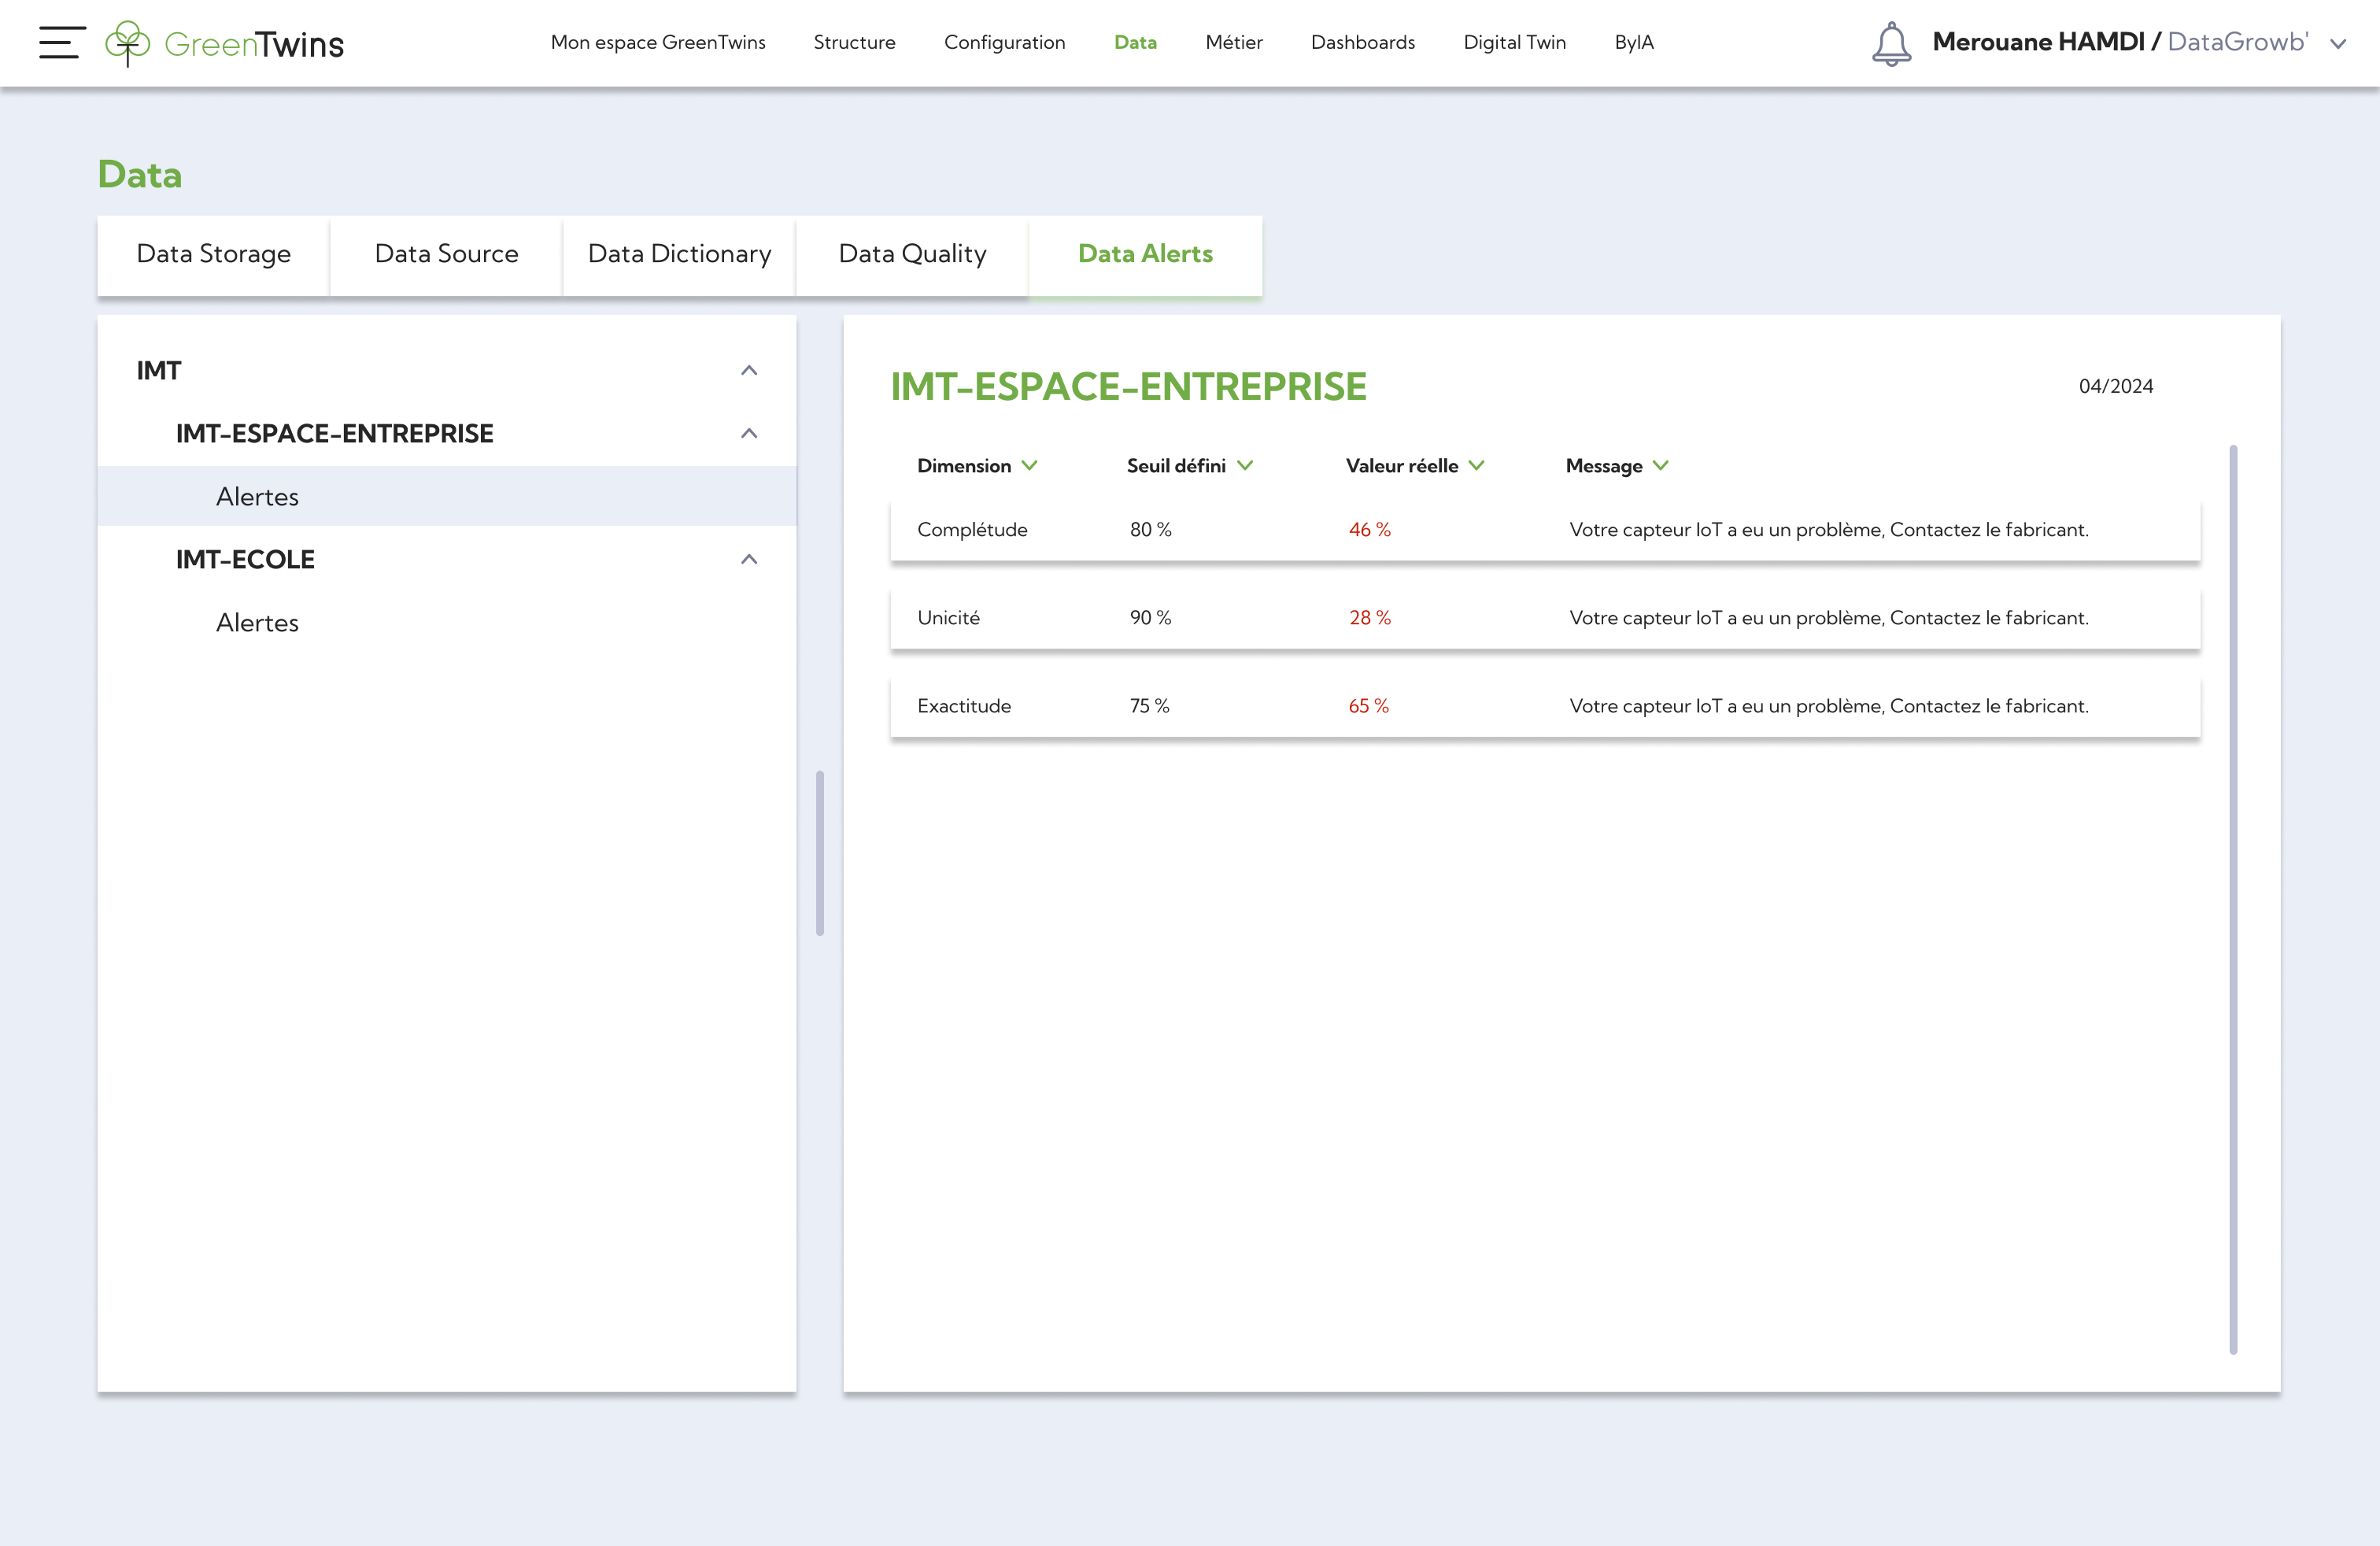 GreenTwins
Mon espace GreenTwins Structure Configuration Data Métier Dashboards Digital Twin ByIA
Merouane HAMDI / DataGrowb'
Data
Data Storage Data Source Data Dictionary Data Quality Data Alerts
IMT
IMT-ESPACE-ENTREPRISE
Alertes
IMT-ECOLE
Alertes
IMT-ESPACE-ENTREPRISE 04/2024
Dimension Seuil défini Valeur réelle Message
Complétude 80 % 46 % Votre capteur IoT a eu un problème, Contactez le fabricant.
Unicité 90 % 28 % Votre capteur IoT a eu un problème, Contactez le fabricant.
Exactitude 75 % 65 % Votre capteur IoT a eu un problème, Contactez le fabricant.